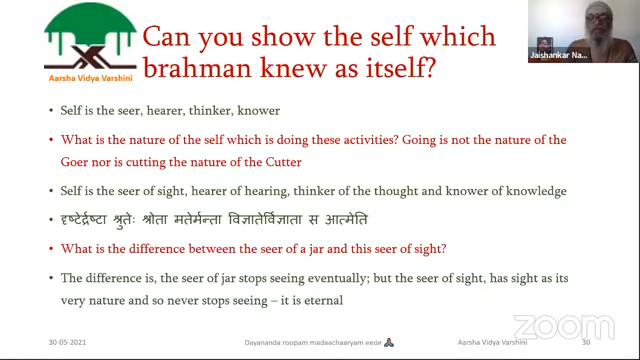 Can you show the self which
brahman knew as itself?
Aarsha Vidya Varshini
Jaishankar Na...
• Self is the seer, hearer, thinker, knower
• What is the nature of the self which is doing these activities? Going is not the nature of the
Goer nor is cutting the nature of the Cutter
• Self is the seer of sight, hearer of hearing, thinker of the thought and knower of knowledge
• दृष्टेर्द्रष्टा श्रुतेः श्रोता मतेर्मन्ता विज्ञातेर्विज्ञाता स आत्मेति
• What is the difference between the seer of a jar and this seer of sight?
• The difference is, the seer of jar stops seeing eventually; but the seer of sight, has sight as its
very nature and so never stops seeing – it is eternal
30-05-2021
Dayananda roopam madaachaaryam eede 🙏🏾
Aarsha Vidya Varshini
30
zoom